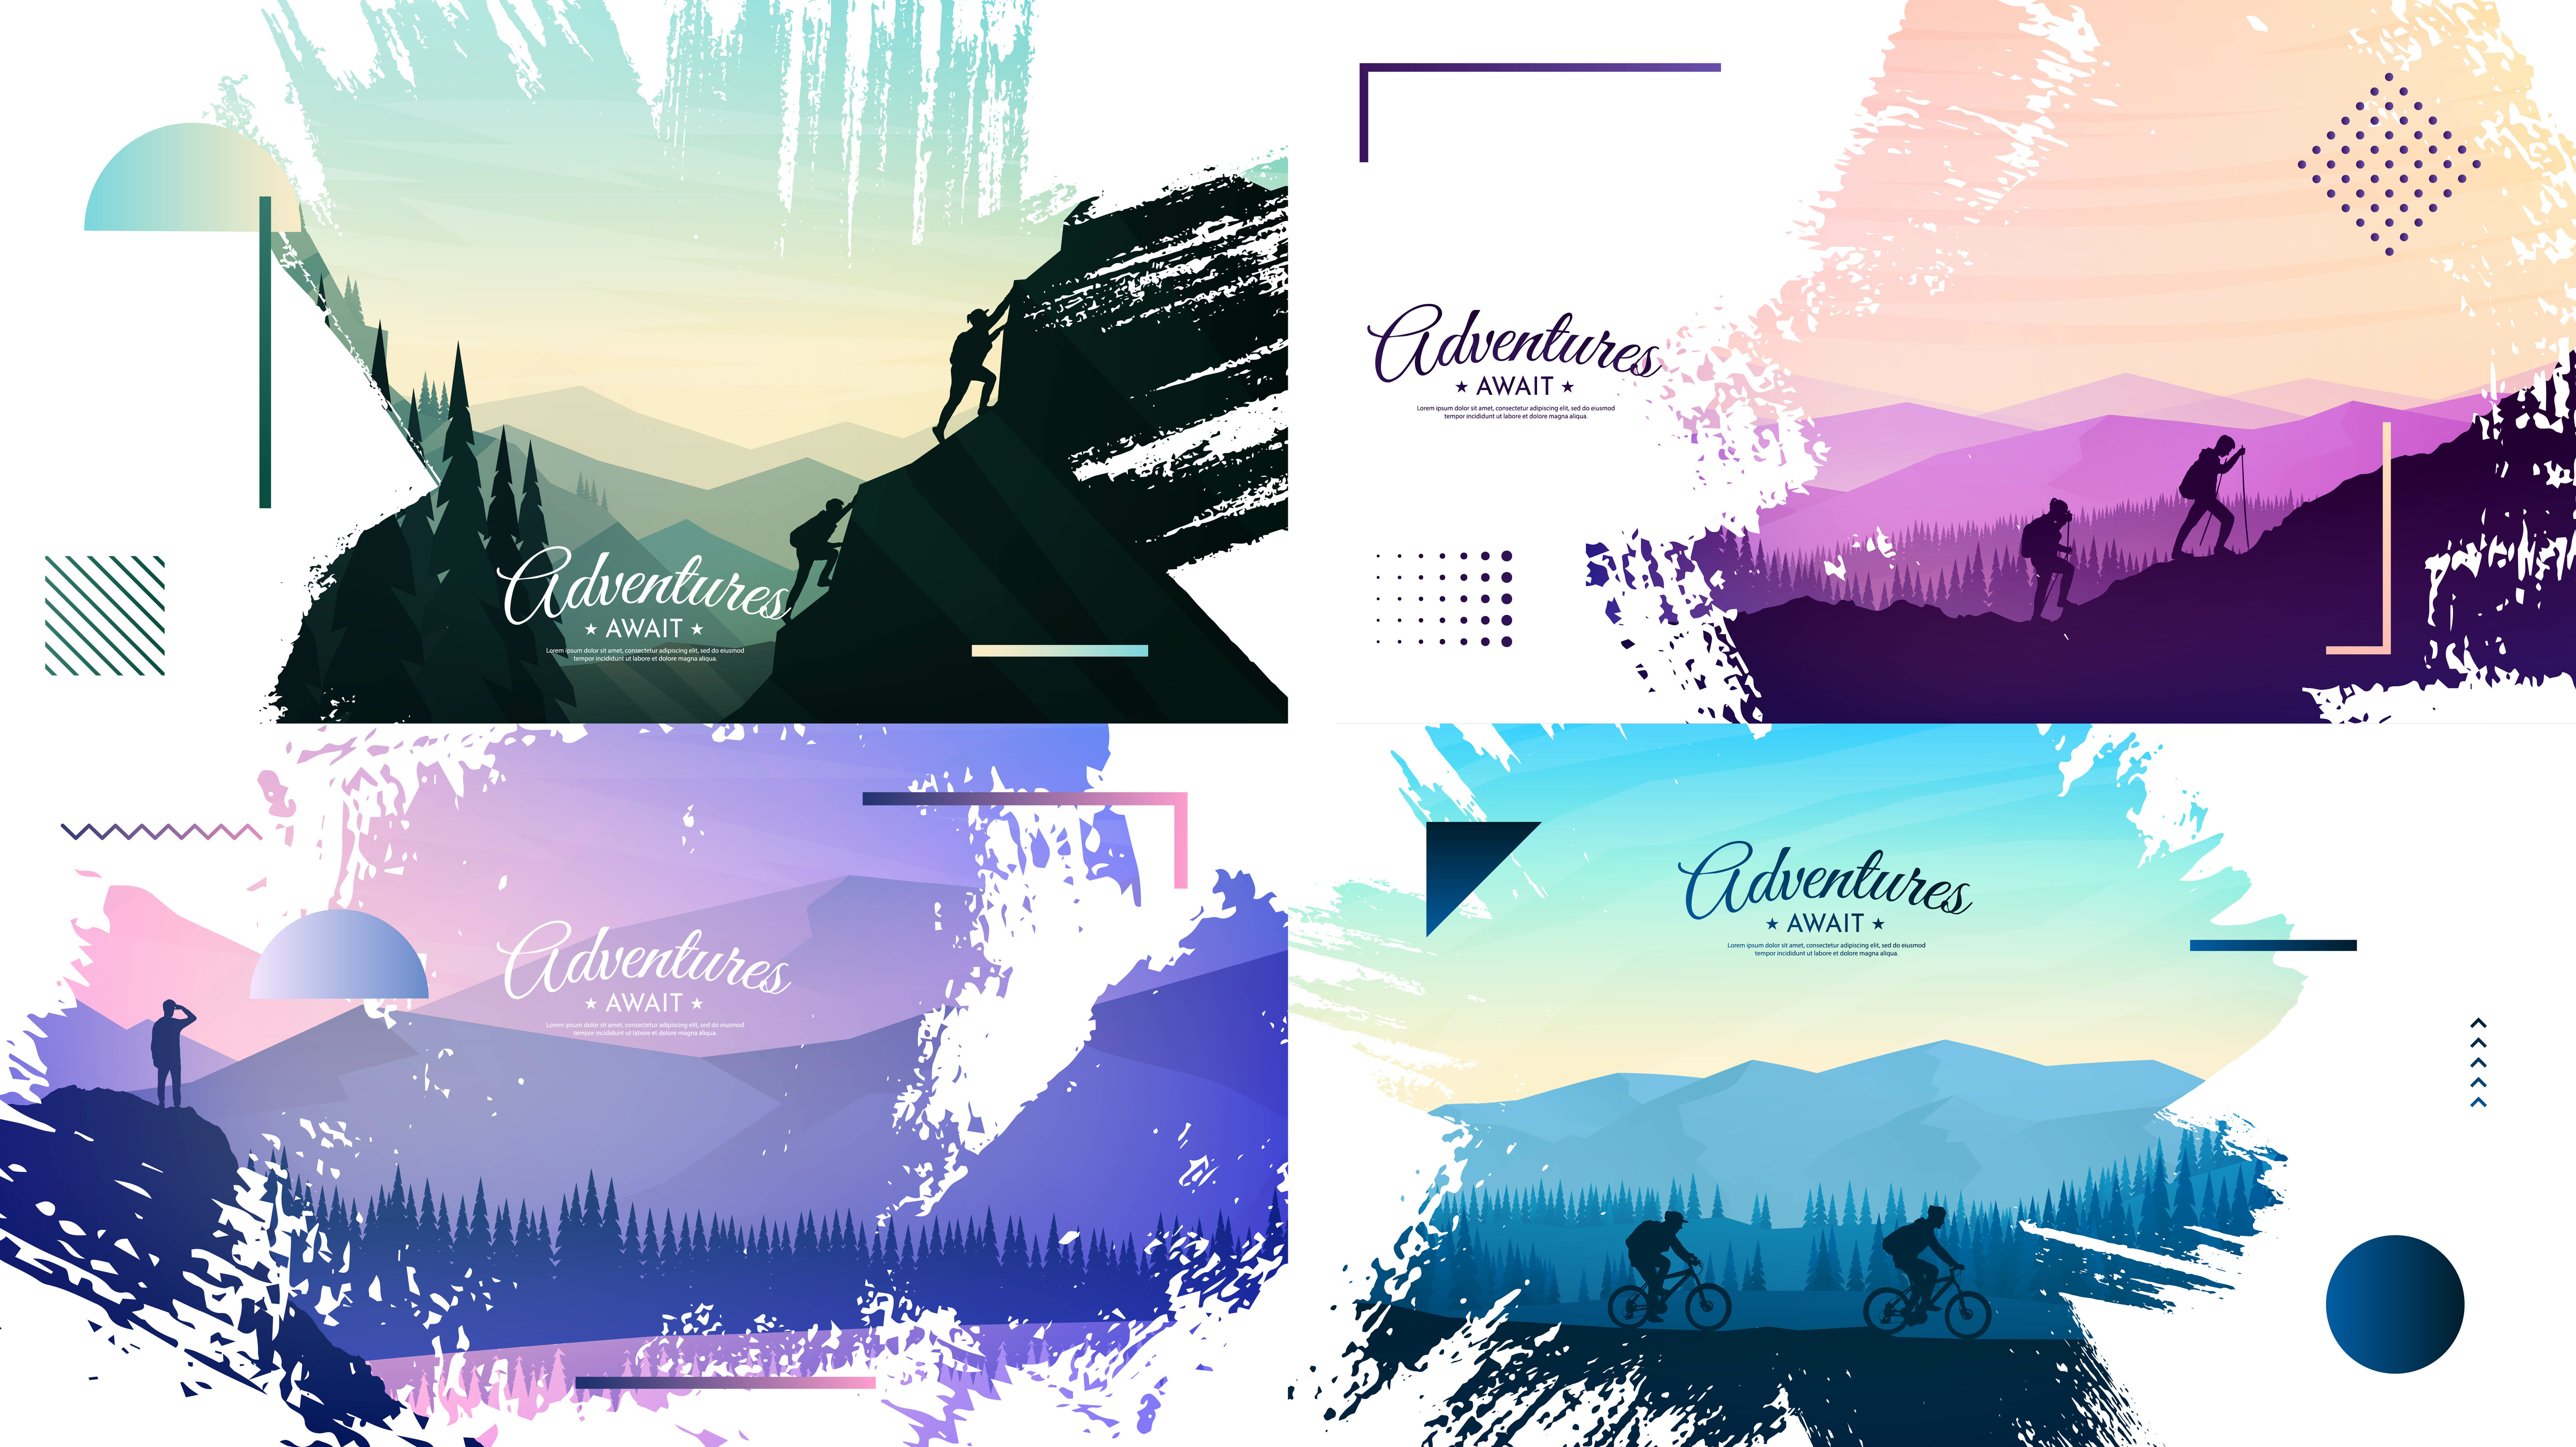 Adventures
★ AWAIT ★
Lorem ipsum dolor sit amet, consectetur adipiscing elit, sed do eiusmod
tempor incididunt ut labore et dolore magna aliqua.
Adventures
★ AWAIT ★
Lorem ipsum dolor sit amet, consectetur adipiscing elit, sed do eiusmod
tempor incididunt ut labore et dolore magna aliqua.
Adventures
★ AWAIT ★
Lorem ipsum dolor sit amet, consectetur adipiscing elit, sed do eiusmod
tempor incididunt ut labore et dolore magna aliqua.
Adventures
★ AWAIT ★
Lorem ipsum dolor sit amet, consectetur adipiscing elit, sed do eiusmod
tempor incididunt ut labore et dolore magna aliqua.